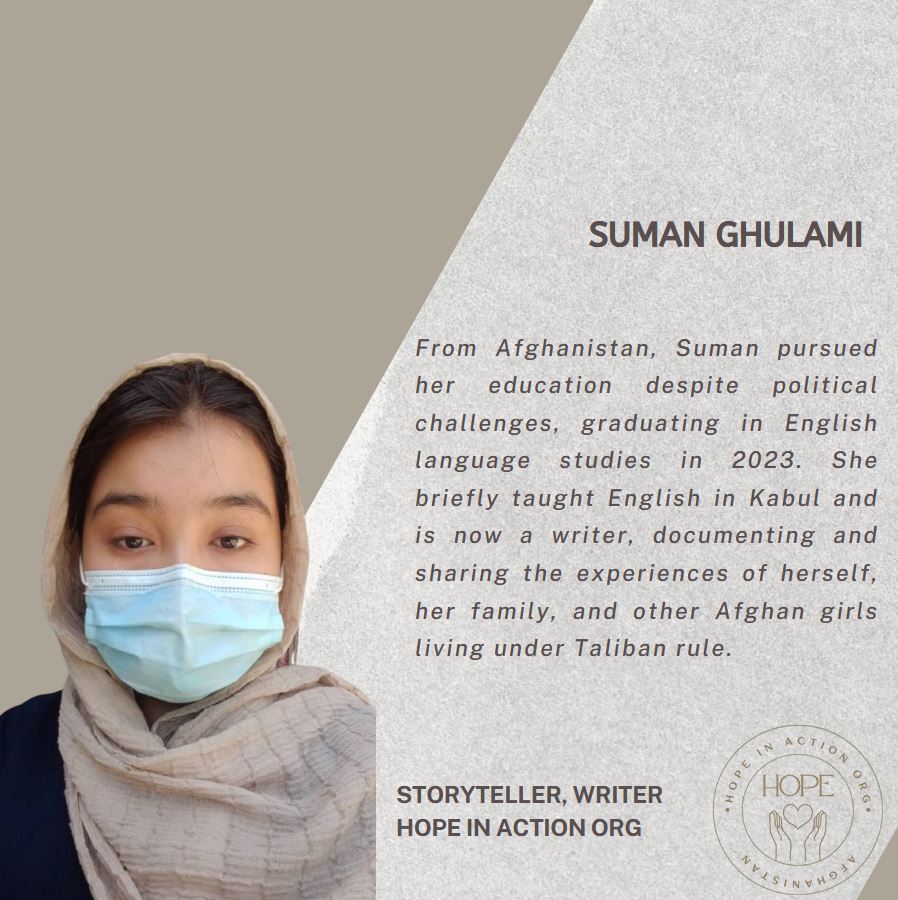 SUMAN GHULAMI
From Afghanistan, Suman pursued
her education despite political
challenges, graduating in English
language studies in 2023. She
briefly taught English in Kabul and
is now a writer, documenting and
sharing the experiences of herself,
her family, and other Afghan girls
living under Taliban rule.
STORYTELLER, WRITER
HOPE IN ACTION ORG
HOPE IN ACTION ORG
HOPE
AFGHANISTAN